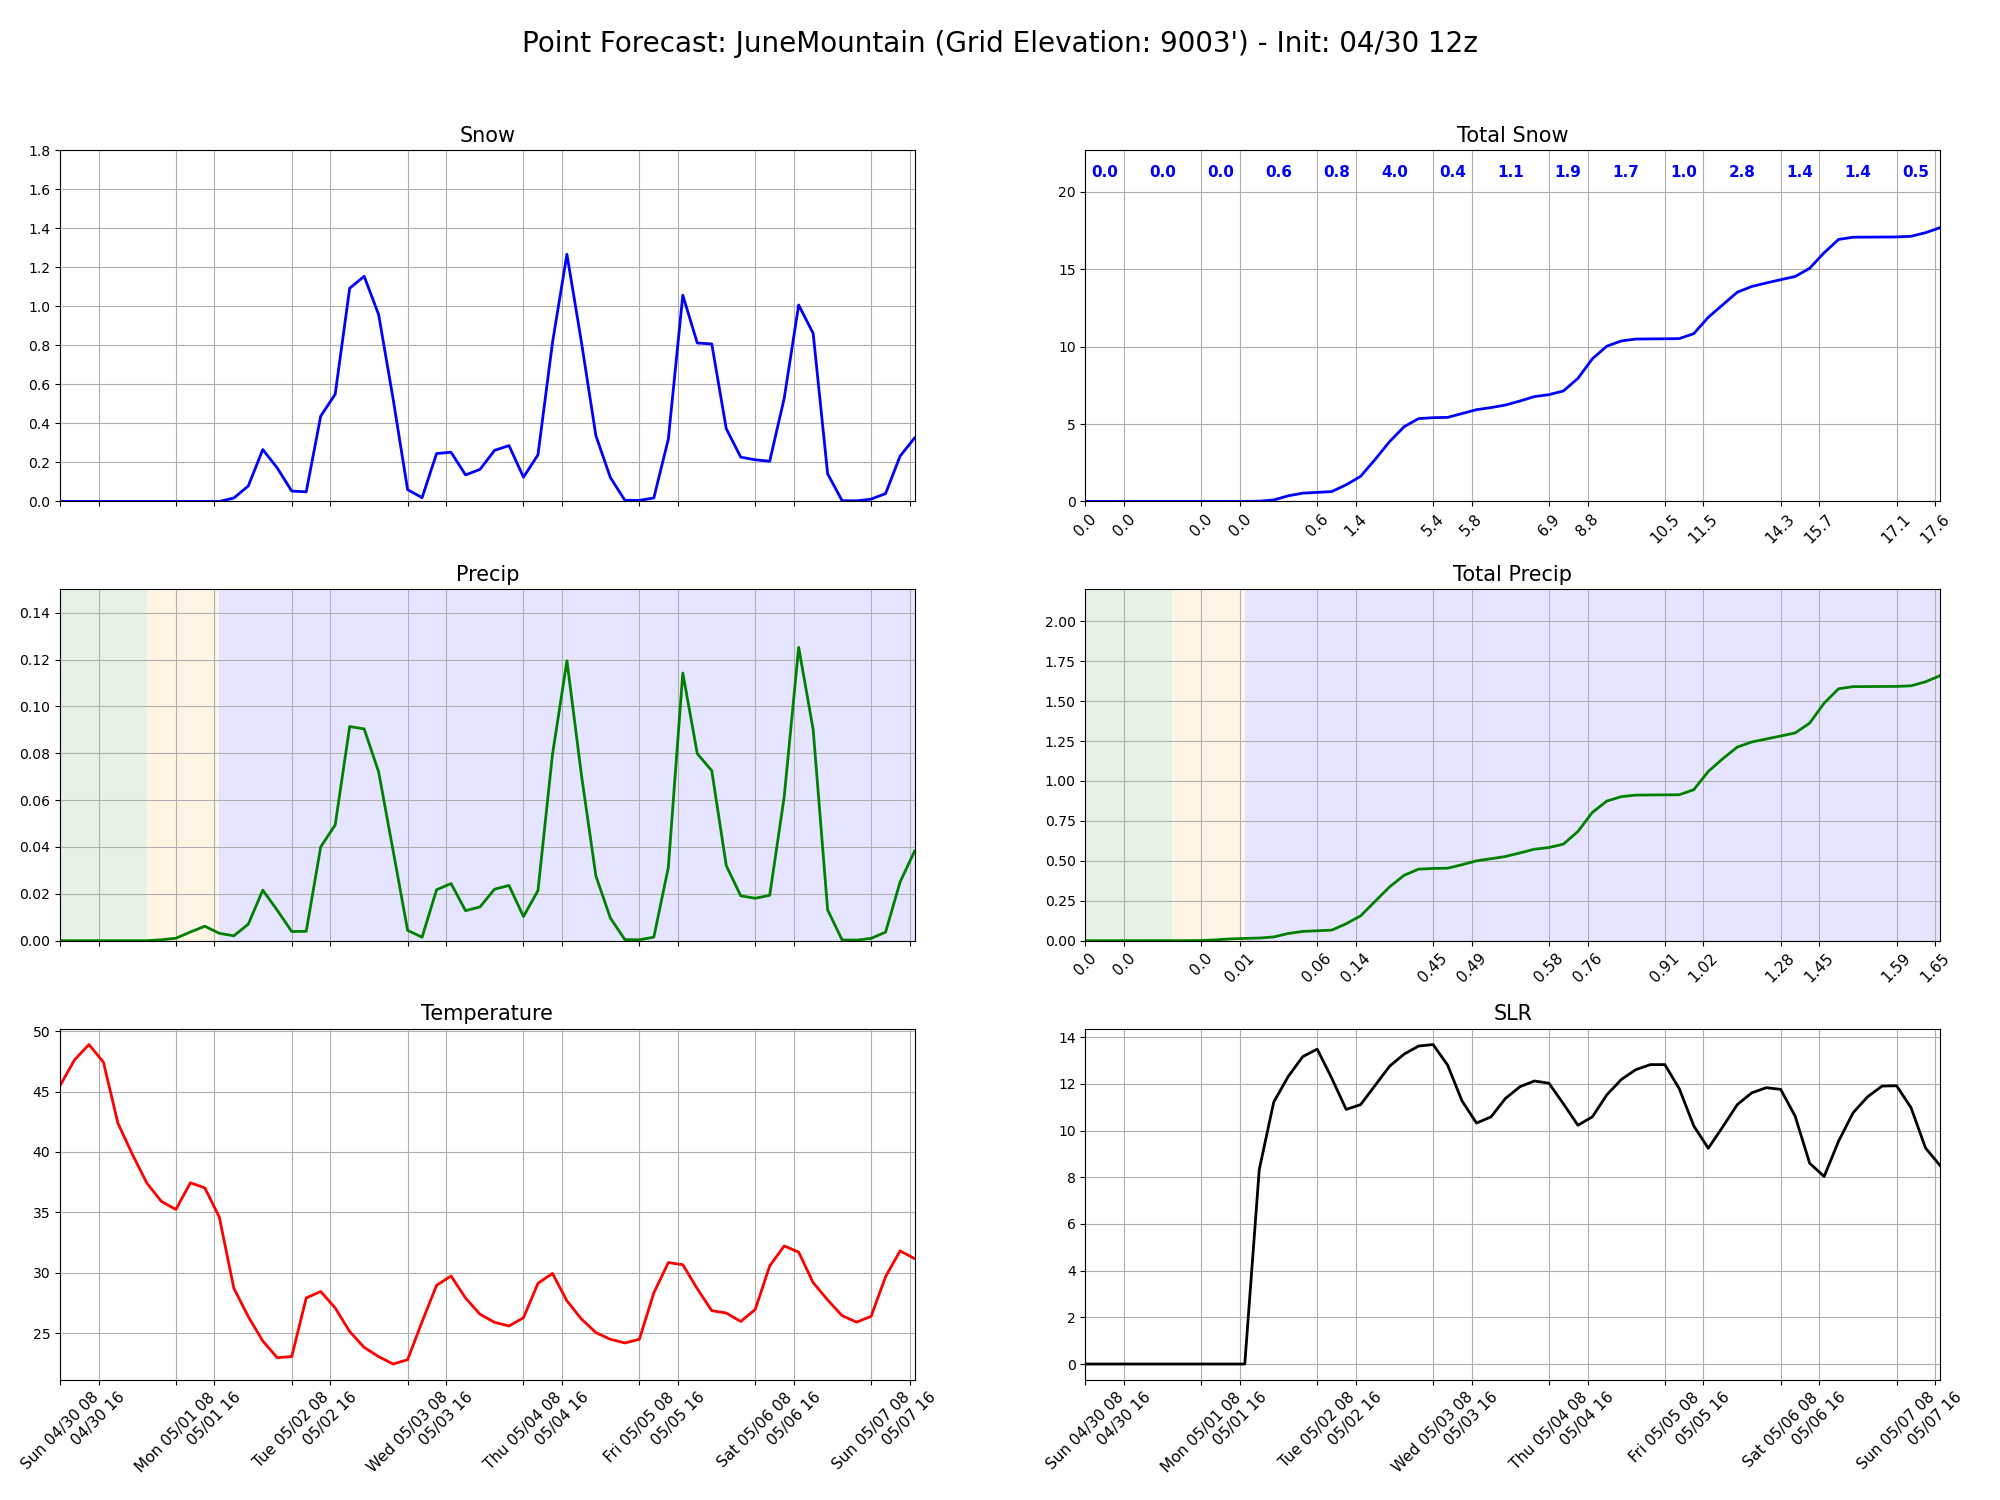 Point Forecast: JuneMountain (Grid Elevation: 9003') - Init: 04/30 12z
Snow
1.8
1.6
1.4
1.2
1.0
0.8
0.6
0.4
0.2
0.0
Total Snow
0.0 0.0 0.0 0.6 0.8 4.0 0.4 1.1 1.9 1.7 1.0 2.8 1.4 1.4 0.5
20
15
10
5
0
0.0 0.0 0.0 0.0 0.6 1.4 5.4 5.8 6.9 8.8 10.5 11.5 14.3 15.7 17.1 17.6
Precip
0.14
0.12
0.10
0.08
0.06
0.04
0.02
0.00
Total Precip
2.00
1.75
1.50
1.25
1.00
0.75
0.50
0.25
0.00
0.0 0.0 0.0 0.01 0.06 0.14 0.45 0.49 0.58 0.76 0.91 1.02 1.28 1.45 1.59 1.65
Temperature
50
45
40
35
30
25
Sun 04/30 08
04/30 16
Mon 05/01 08
05/01 16
Tue 05/02 08
05/02 16
Wed 05/03 08
05/03 16
Thu 05/04 08
05/04 16
Fri 05/05 08
05/05 16
Sat 05/06 08
05/06 16
Sun 05/07 08
05/07 16
SLR
14
12
10
8
6
4
2
0
Sun 04/30 08
04/30 16
Mon 05/01 08
05/01 16
Tue 05/02 08
05/02 16
Wed 05/03 08
05/03 16
Thu 05/04 08
05/04 16
Fri 05/05 08
05/05 16
Sat 05/06 08
05/06 16
Sun 05/07 08
05/07 16